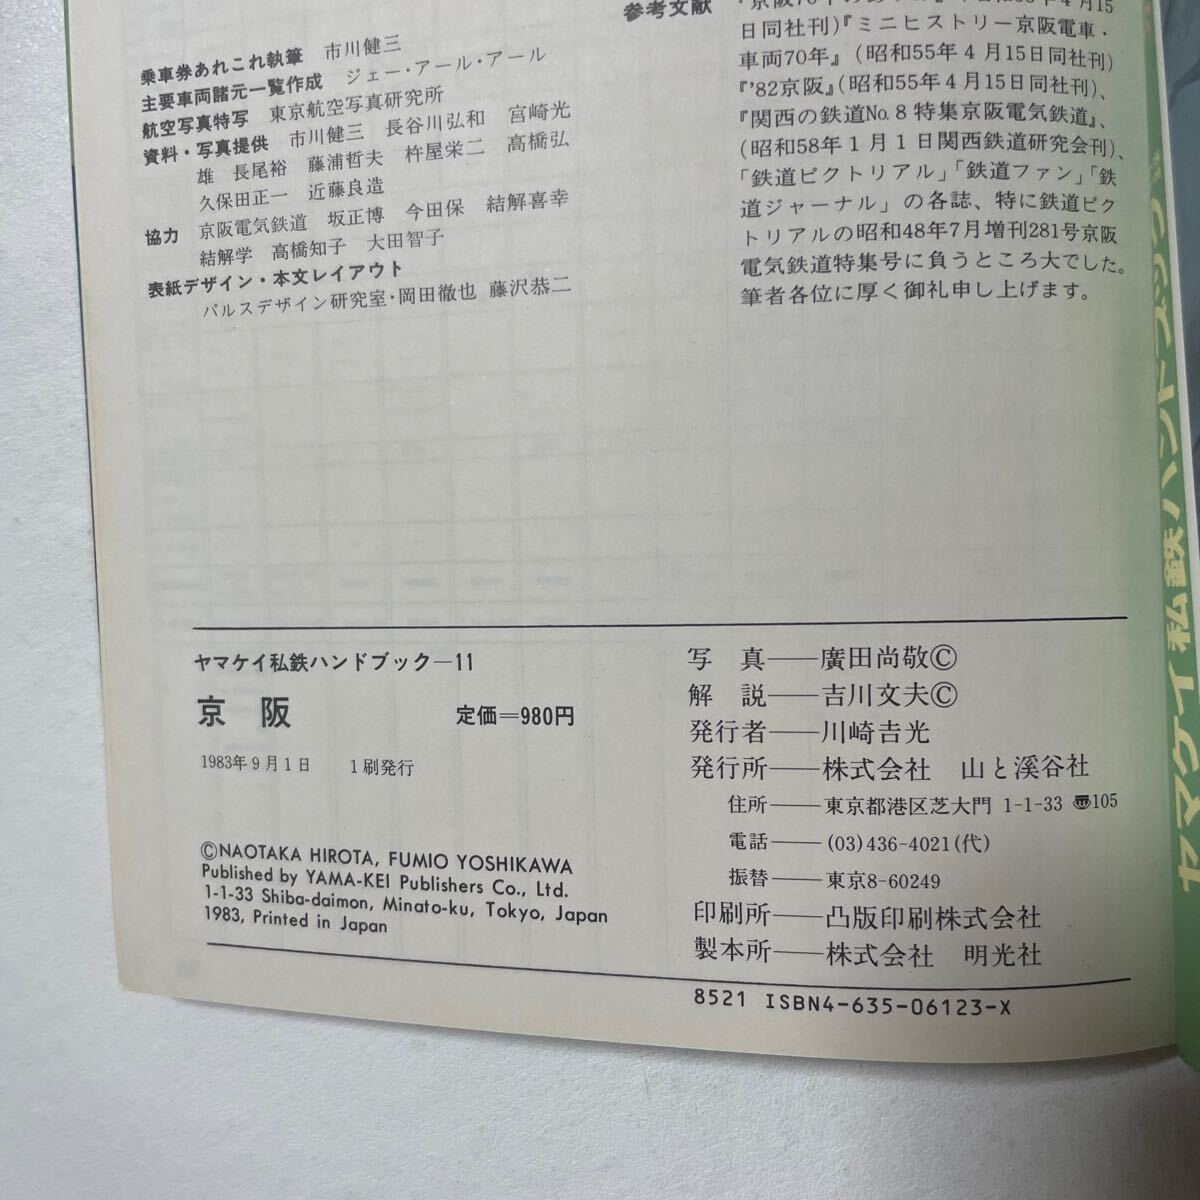 乗車券あれこれ執筆 市川健三
主要車両諸元一覧作成 ジェー・アール・アール
航空写真特写 東京航空写真研究所
資料・写真提供 市川健三 長谷川弘和 宮崎光
雄 長尾裕 藤浦哲夫 杵屋栄二 高橋弘
久保田正一 近藤良造
協力 京阪電気鉄道 坂正博 今田保 結解喜幸
結解学 高橋知子 大田智子
表紙デザイン・本文レイアウト
パルスデザイン研究室・岡田徹也 藤沢恭二
参考文献
日同社刊)『ミニヒストリー京阪電車・
車両70年』(昭和55年4月15日同社刊)
『'82京阪』(昭和55年4月15日同社刊)、
『関西の鉄道No.8特集京阪電気鉄道』、
(昭和58年1月1日関西鉄道研究会刊)、
「鉄道ピクトリアル」「鉄道ファン」「鉄
道ジャーナル」の各誌、特に鉄道ピク
トリアルの昭和48年7月増刊281号京阪
電気鉄道特集号に負うところ大でした。
筆者各位に厚く御礼申し上げます。
ヤマケイ私鉄ハンドブック—11
京阪 定価=980円
1983年9月1日 1刷発行
©NAOTAKA HIROTA, FUMIO YOSHIKAWA
Published by YAMA-KEI Publishers Co., Ltd.
1-1-33 Shiba-daimon, Minato-ku, Tokyo, Japan
1983, Printed in Japan
写真——廣田尚敬©
解説——吉川文夫©
発行者——川崎吉光
発行所——株式会社 山と溪谷社
住所——東京都港区芝大門 1-1-33 〠105
電話——(03)436-4021(代)
振替——東京8-60249
印刷所——凸版印刷株式会社
製本所——株式会社 明光社
8521 ISBN4-635-06123-X
ヤマケイ私鉄ハンドブック